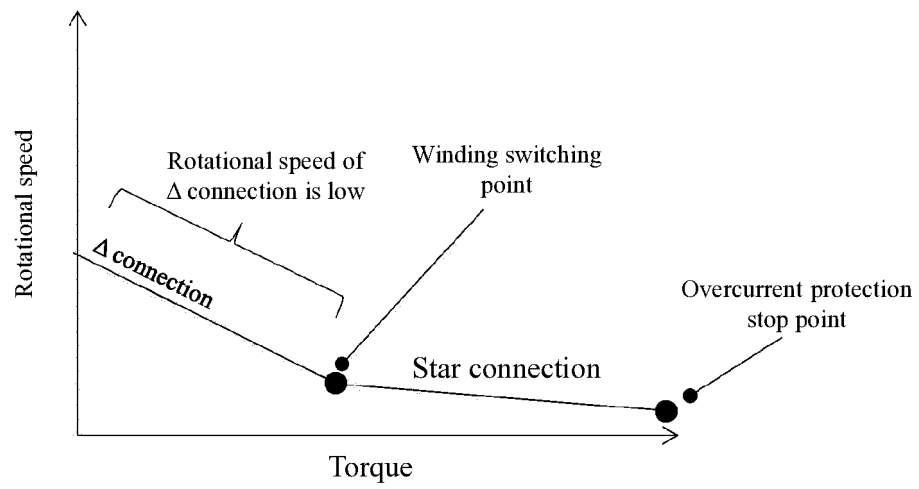 Rotational speed
Rotational speed of
Δ connection is low
Winding switching
point
Δ connection
Overcurrent protection
stop point
Star connection
Torque